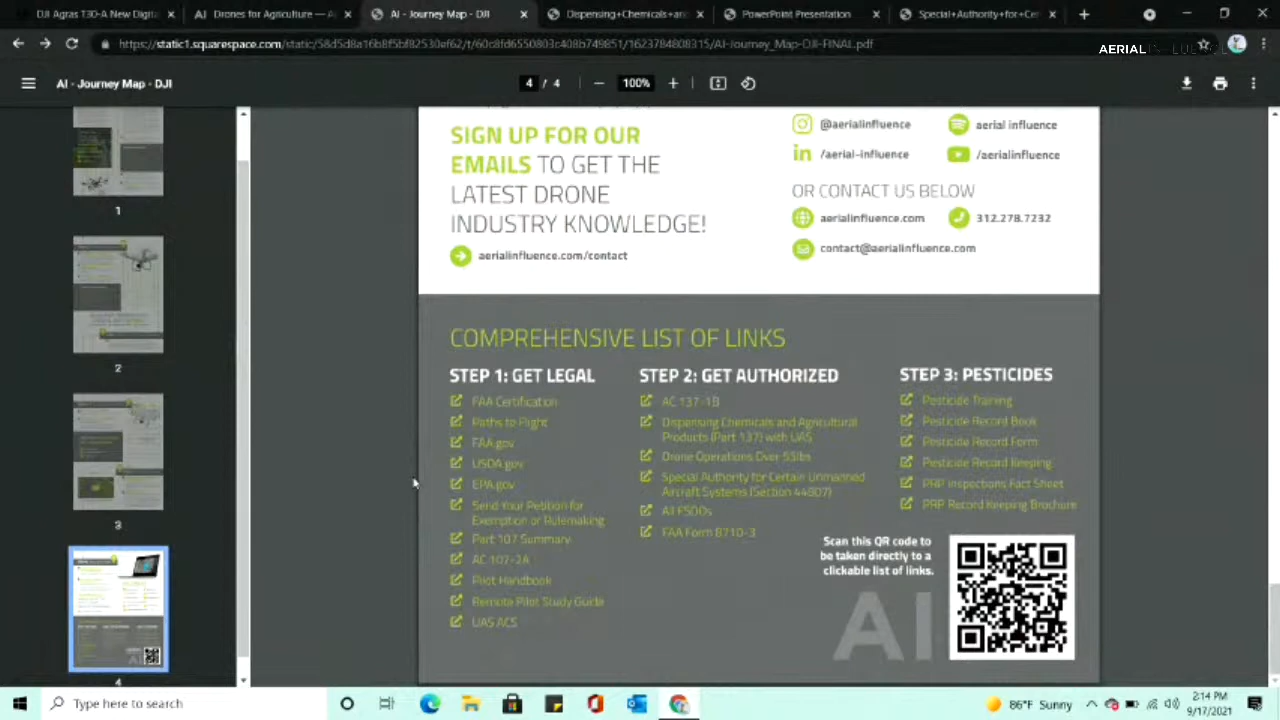 DJI Agras T30-A New Digit
AI Drones for Agriculture — A
AI - Journey Map - DJI
Dispensing+Chemicals+an
PowerPoint Presentation
Special+Authority+for+Cer
https://static1.squarespace.com/static/58d5d8a16b8f5bf82530ef62/t/60c8fd6550803c408b749851/1623784808315/AI-Journey_Map-DJI-FINAL.pdf
AERIAL
AI - Journey Map - DJI
4 / 4
100%
1
2
3
4
SIGN UP FOR OUR
EMAILS TO GET THE
LATEST DRONE
INDUSTRY KNOWLEDGE!
aerialinfluence.com/contact
@aerialinfluence
aerial influence
/aerial-influence
/aerialinfluence
OR CONTACT US BELOW
aerialinfluence.com
312.278.7232
contact@aerialinfluence.com
COMPREHENSIVE LIST OF LINKS
STEP 1: GET LEGAL
FAA Certification
Paths to Flight
FAA.gov
USDA.gov
EPA.gov
Send Your Petition for
Exemption or Rulemaking
Part 107 Summary
AC 107-2A
Pilot Handbook
Remote Pilot Study Guide
UAS ACS
STEP 2: GET AUTHORIZED
AC 137-1B
Dispensing Chemicals and Agricultural
Products (Part 137) with UAS
Drone Operations Over 55lbs
Special Authority for Certain Unmanned
Aircraft Systems (Section 44807)
All FSDOs
FAA Form 8710-3
STEP 3: PESTICIDES
Pesticide Training
Pesticide Record Book
Pesticide Record Form
Pesticide Record Keeping
PRP Inspections Fact Sheet
PRP Record Keeping Brochure
Scan this QR code to
be taken directly to a
clickable list of links.
AI
Type here to search
86°F Sunny
2:14 PM
9/17/2021